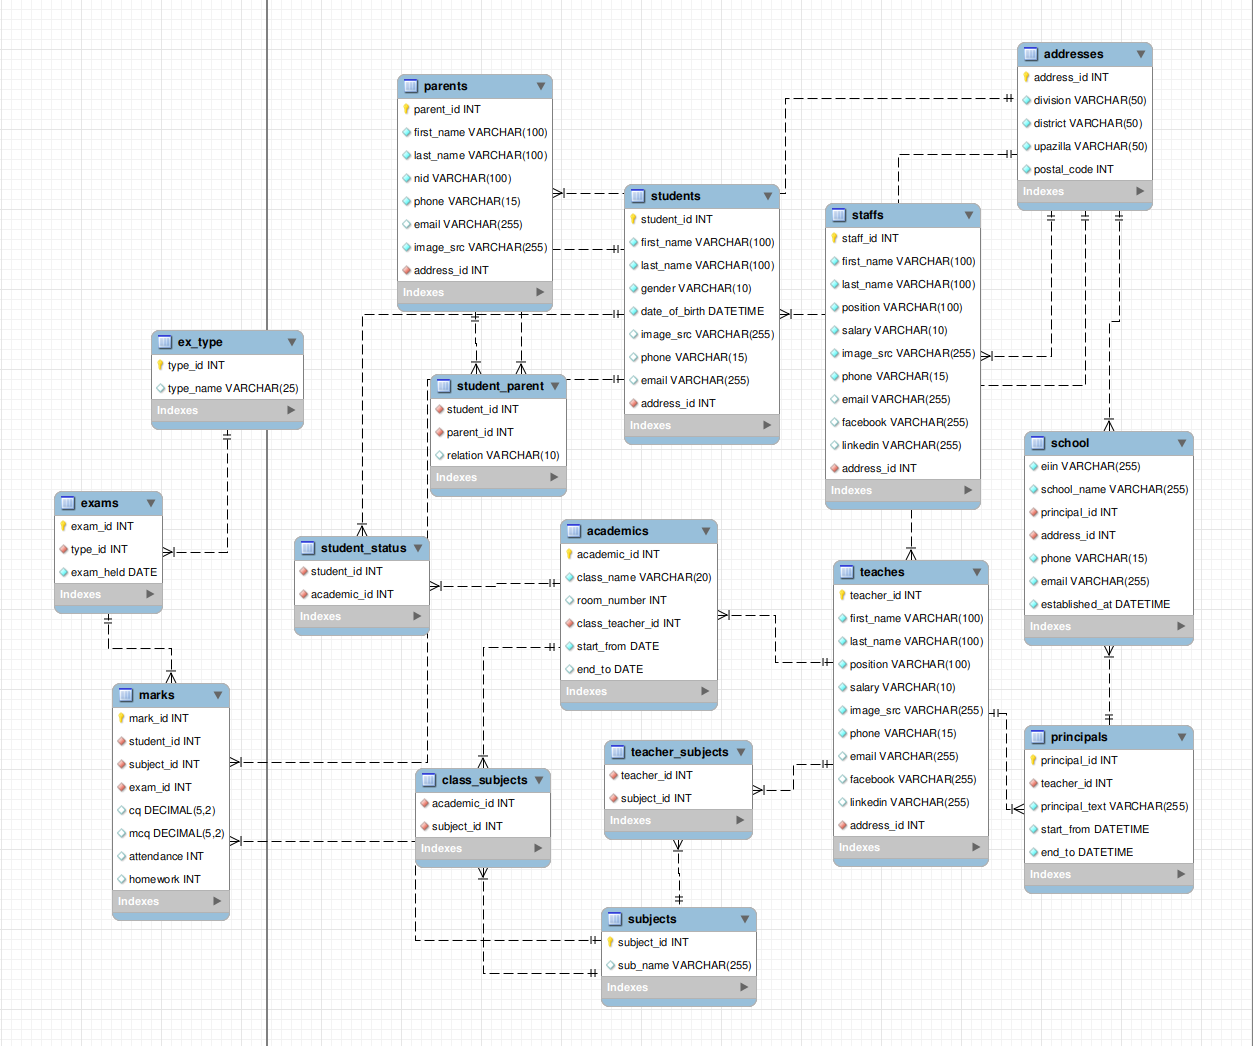 addresses
address_id INT
division VARCHAR(50)
district VARCHAR(50)
upazilla VARCHAR(50)
postal_code INT
Indexes
parents
parent_id INT
first_name VARCHAR(100)
last_name VARCHAR(100)
nid VARCHAR(100)
phone VARCHAR(15)
email VARCHAR(255)
image_src VARCHAR(255)
address_id INT
Indexes
students
student_id INT
first_name VARCHAR(100)
last_name VARCHAR(100)
gender VARCHAR(10)
date_of_birth DATETIME
image_src VARCHAR(255)
phone VARCHAR(15)
email VARCHAR(255)
address_id INT
Indexes
staffs
staff_id INT
first_name VARCHAR(100)
last_name VARCHAR(100)
position VARCHAR(100)
salary VARCHAR(10)
image_src VARCHAR(255)
phone VARCHAR(15)
email VARCHAR(255)
facebook VARCHAR(255)
linkedin VARCHAR(255)
address_id INT
Indexes
ex_type
type_id INT
type_name VARCHAR(25)
Indexes
student_parent
student_id INT
parent_id INT
relation VARCHAR(10)
Indexes
school
eiin VARCHAR(255)
school_name VARCHAR(255)
principal_id INT
address_id INT
phone VARCHAR(15)
email VARCHAR(255)
established_at DATETIME
Indexes
exams
exam_id INT
type_id INT
exam_held DATE
Indexes
student_status
student_id INT
academic_id INT
Indexes
academics
academic_id INT
class_name VARCHAR(20)
room_number INT
class_teacher_id INT
start_from DATE
end_to DATE
Indexes
teaches
teacher_id INT
first_name VARCHAR(100)
last_name VARCHAR(100)
position VARCHAR(100)
salary VARCHAR(10)
image_src VARCHAR(255)
phone VARCHAR(15)
email VARCHAR(255)
facebook VARCHAR(255)
linkedin VARCHAR(255)
address_id INT
Indexes
marks
mark_id INT
student_id INT
subject_id INT
exam_id INT
cq DECIMAL(5,2)
mcq DECIMAL(5,2)
attendance INT
homework INT
Indexes
class_subjects
academic_id INT
subject_id INT
Indexes
teacher_subjects
teacher_id INT
subject_id INT
Indexes
principals
principal_id INT
teacher_id INT
principal_text VARCHAR(255)
start_from DATETIME
end_to DATETIME
Indexes
subjects
subject_id INT
sub_name VARCHAR(255)
Indexes